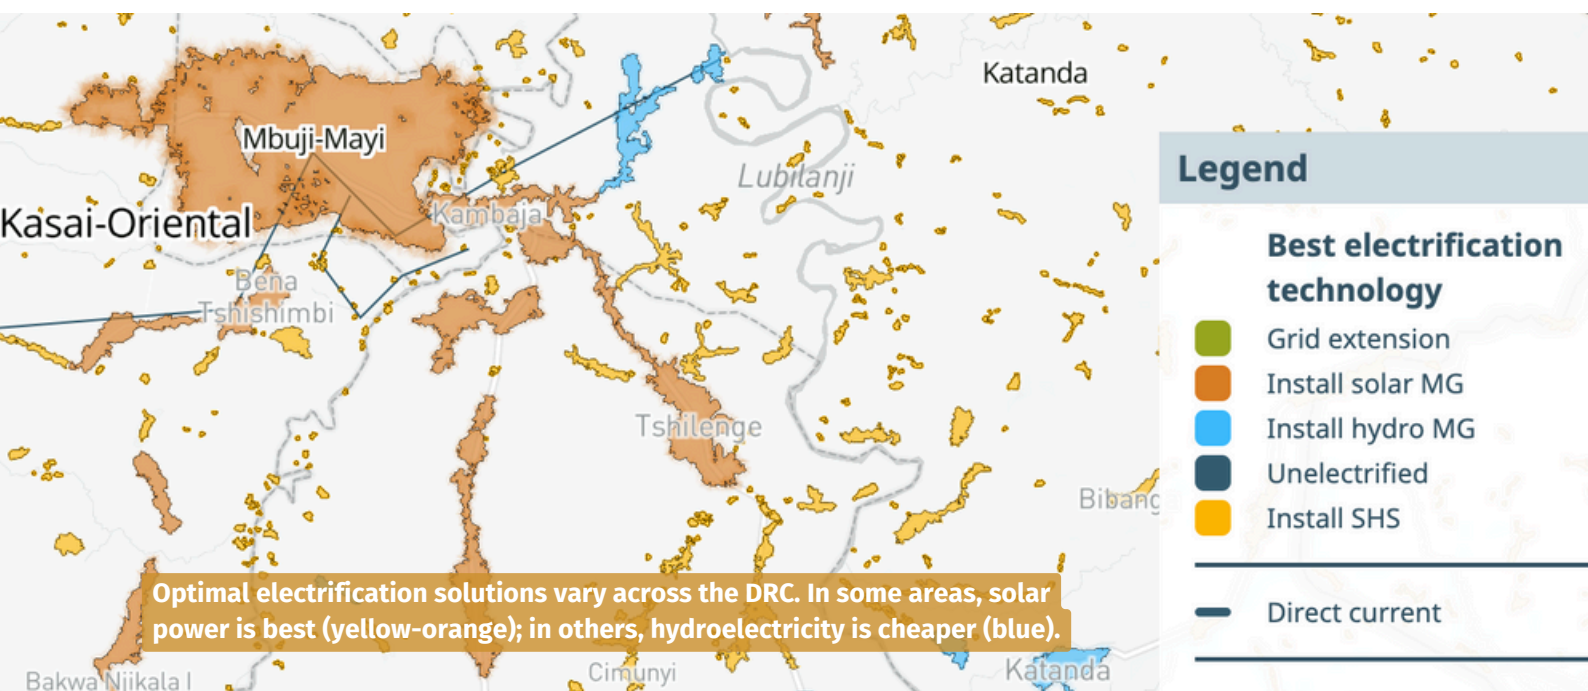 Katanda
Mbuji-Mayi
Lubilanji
Kambaja
Kasai-Oriental
Bena
Tshishimbi
Tshilenge
Bibang
Optimal electrification solutions vary across the DRC. In some areas, solar
power is best (yellow-orange); in others, hydroelectricity is cheaper (blue).
Cimunyi
Katanda
Bakwa Njikala I
Legend
Best electrification
technology
Grid extension
Install solar MG
Install hydro MG
Unelectrified
Install SHS
Direct current